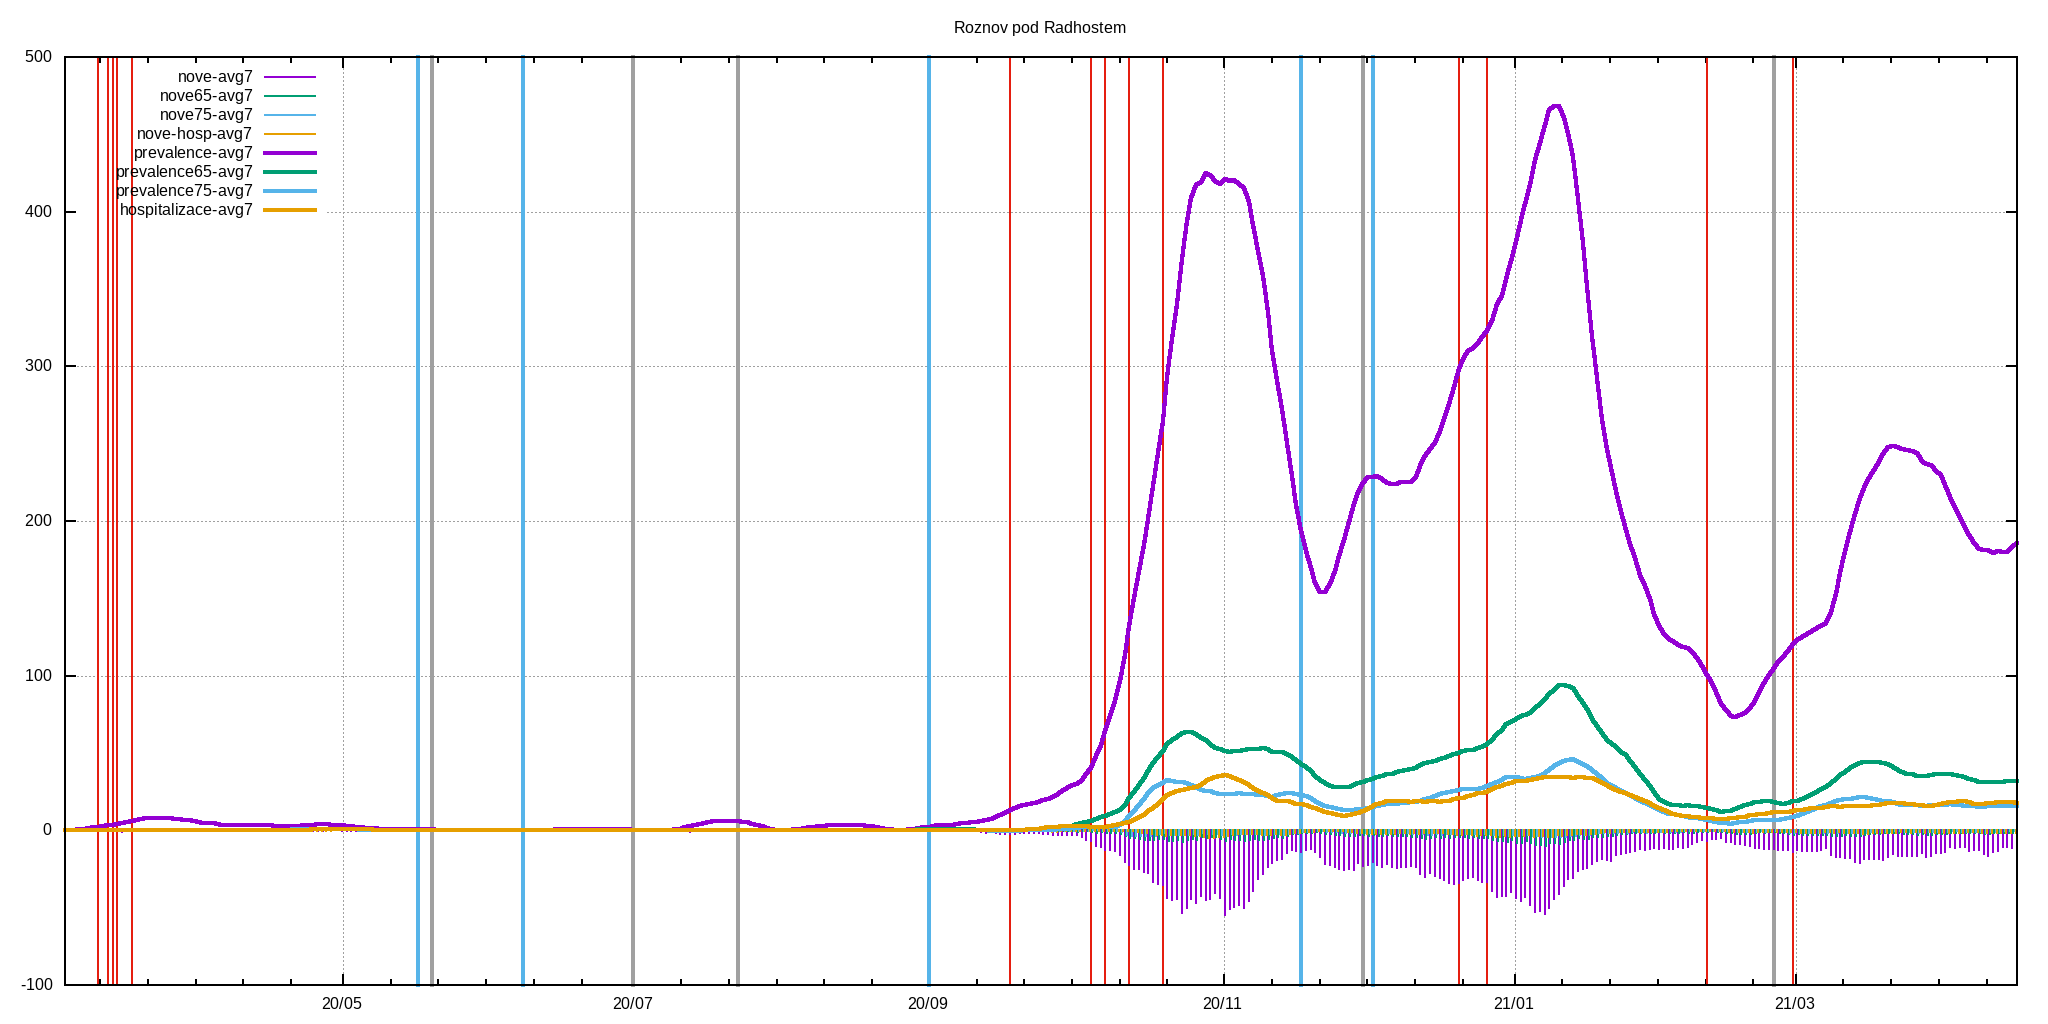 Roznov pod Radhostem
500
400
300
200
100
0
-100
nove-avg7
nove65-avg7
nove75-avg7
nove-hosp-avg7
prevalence-avg7
prevalence65-avg7
prevalence75-avg7
hospitalizace-avg7
20/05
20/07
20/09
20/11
21/01
21/03